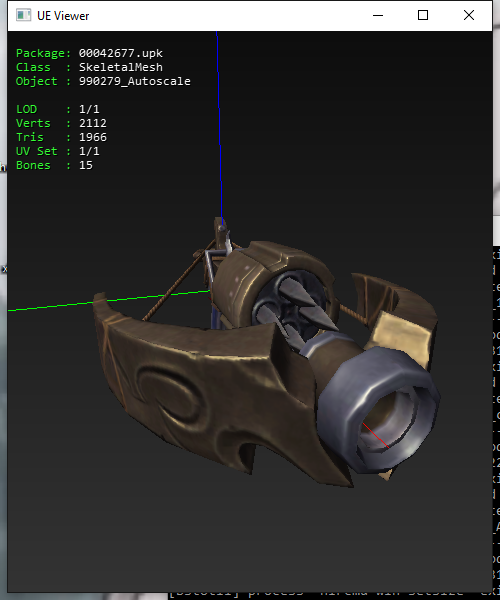 UE Viewer
Package: 00042677.upk
Class : SkeletalMesh
Object : 990279_Autoscale
LOD : 1/1
Verts : 2112
Tris : 1966
UV Set : 1/1
Bones : 15